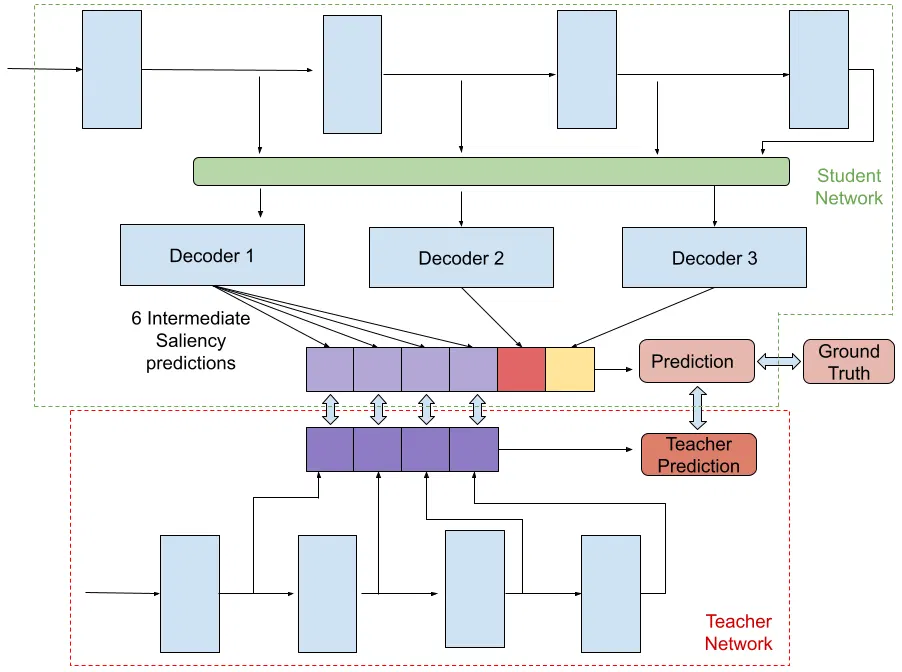 Student
Network
Decoder 1
Decoder 2
Decoder 3
6 Intermediate
Saliency
predictions
Prediction
Ground
Truth
Teacher
Prediction
Teacher
Network